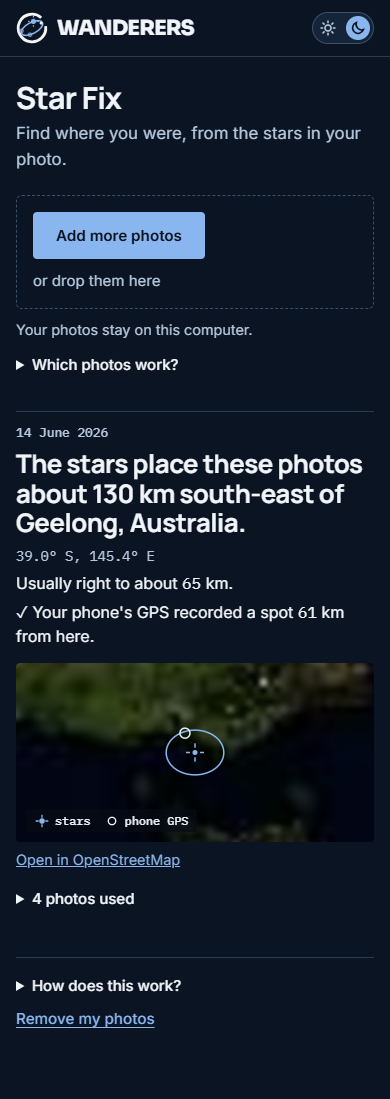 WANDERERS
Star Fix
Find where you were, from the stars in your
photo.
Add more photos
or drop them here
Your photos stay on this computer.
Which photos work?
14 June 2026
The stars place these photos
about 130 km south-east of
Geelong, Australia.
39.0° S, 145.4° E
Usually right to about 65 km.
✓ Your phone's GPS recorded a spot 61 km
from here.
stars phone GPS
Open in OpenStreetMap
4 photos used
How does this work?
Remove my photos